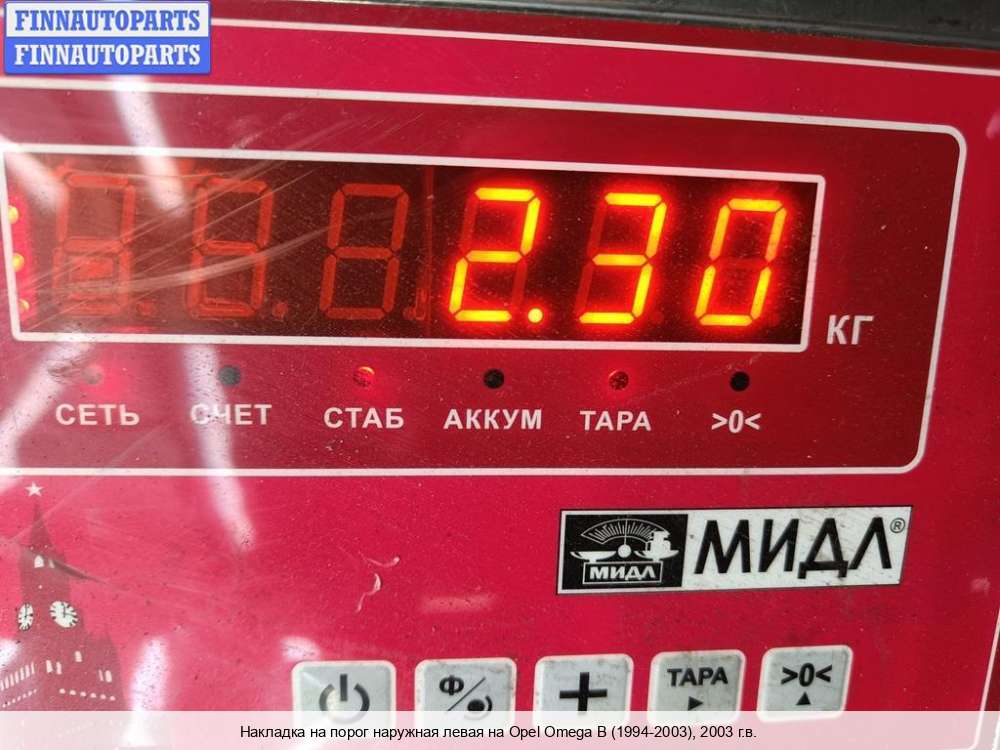 FINNAUTOPARTS
FINNAUTOPARTS
2.30
КГ
СЕТЬ СЧЕТ СТАБ АККУМ ТАРА >0<
МИДЛ МИДЛ®
Ф ТАРА >0<
Накладка на порог наружная левая на Opel Omega B (1994-2003), 2003 г.в.